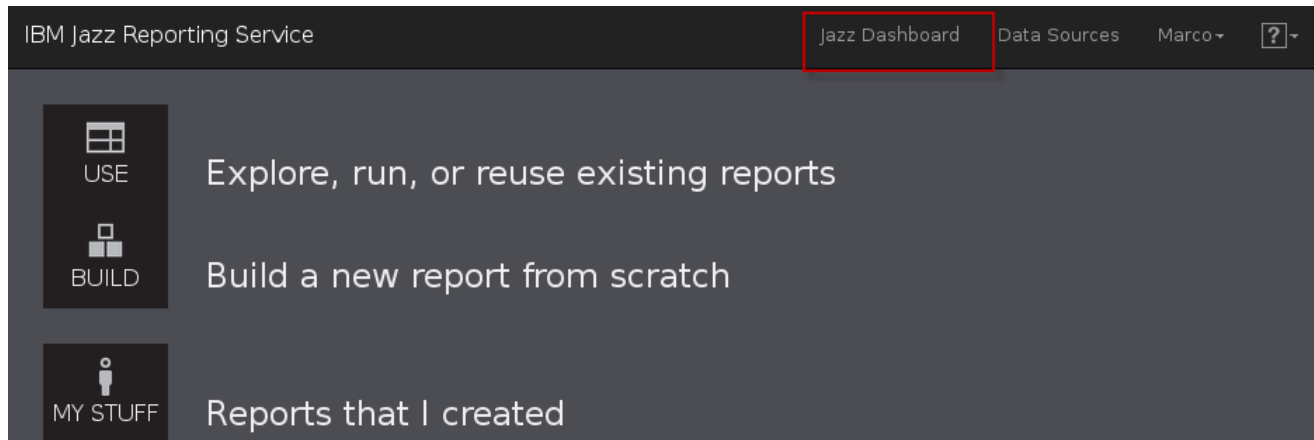 IBM Jazz Reporting Service Jazz Dashboard Data Sources Marco ?
USE
Explore, run, or reuse existing reports
BUILD
Build a new report from scratch
MY STUFF
Reports that I created